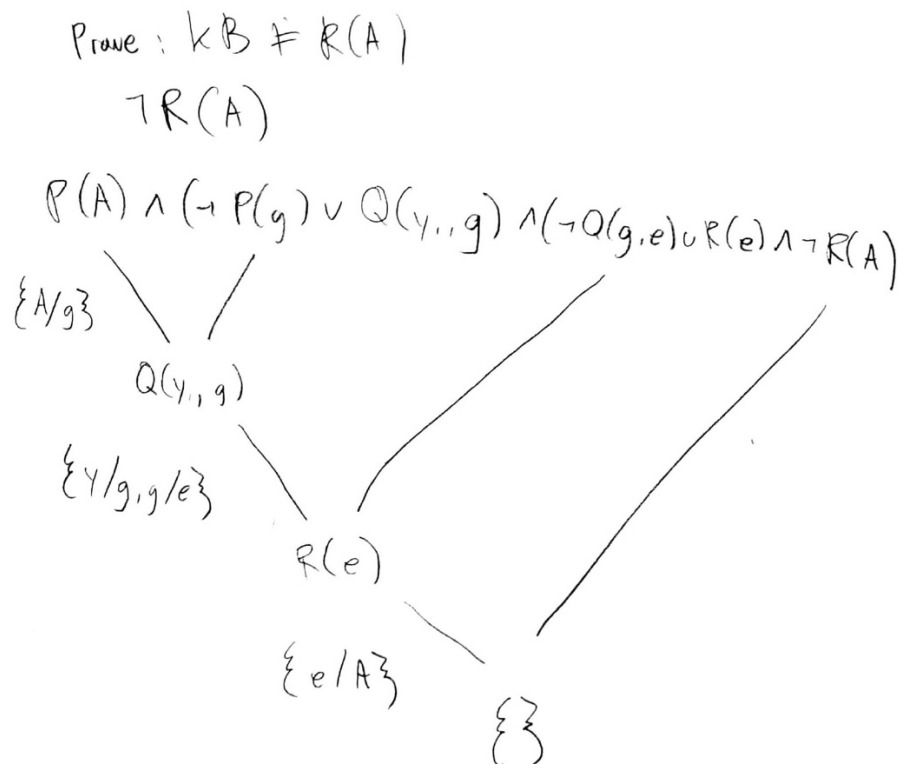 Prove : kB ⊭ R(A)
¬R(A)
P(A) ∧ (¬P(g) ∨ Q(y,,g) ∧ (¬Q(g,e) ∪ R(e) ∧ ¬R(A)
{A/g}
Q(y,,g)
{y/g,g/e}
R(e)
{e/A}
{}